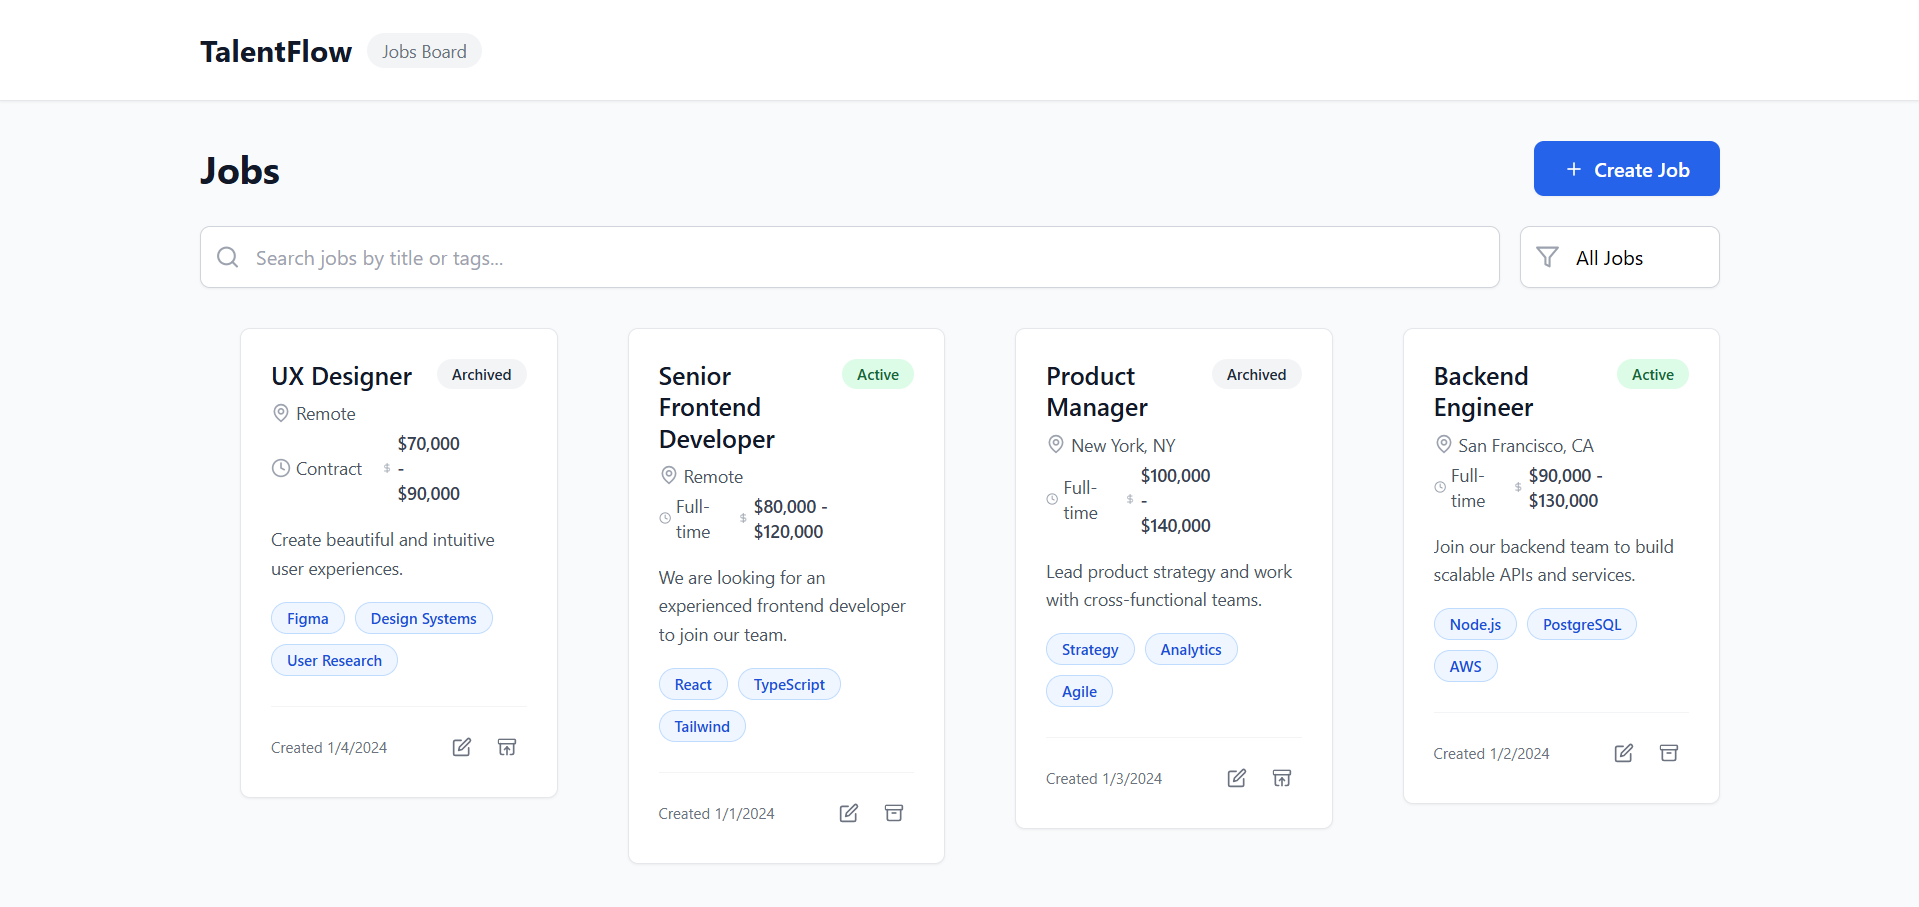 TalentFlow Jobs Board
Jobs
+ Create Job
Search jobs by title or tags...
All Jobs
UX Designer
Archived
Remote
Contract
$ $70,000
-
$90,000
Create beautiful and intuitive
user experiences.
Figma
Design Systems
User Research
Created 1/4/2024
Senior
Frontend
Developer
Active
Remote
Full-
time
$ $80,000 -
$120,000
We are looking for an
experienced frontend developer
to join our team.
React
TypeScript
Tailwind
Created 1/1/2024
Product
Manager
Archived
New York, NY
Full-
time
$ $100,000
-
$140,000
Lead product strategy and work
with cross-functional teams.
Strategy
Analytics
Agile
Created 1/3/2024
Backend
Engineer
Active
San Francisco, CA
Full-
time
$ $90,000 -
$130,000
Join our backend team to build
scalable APIs and services.
Node.js
PostgreSQL
AWS
Created 1/2/2024